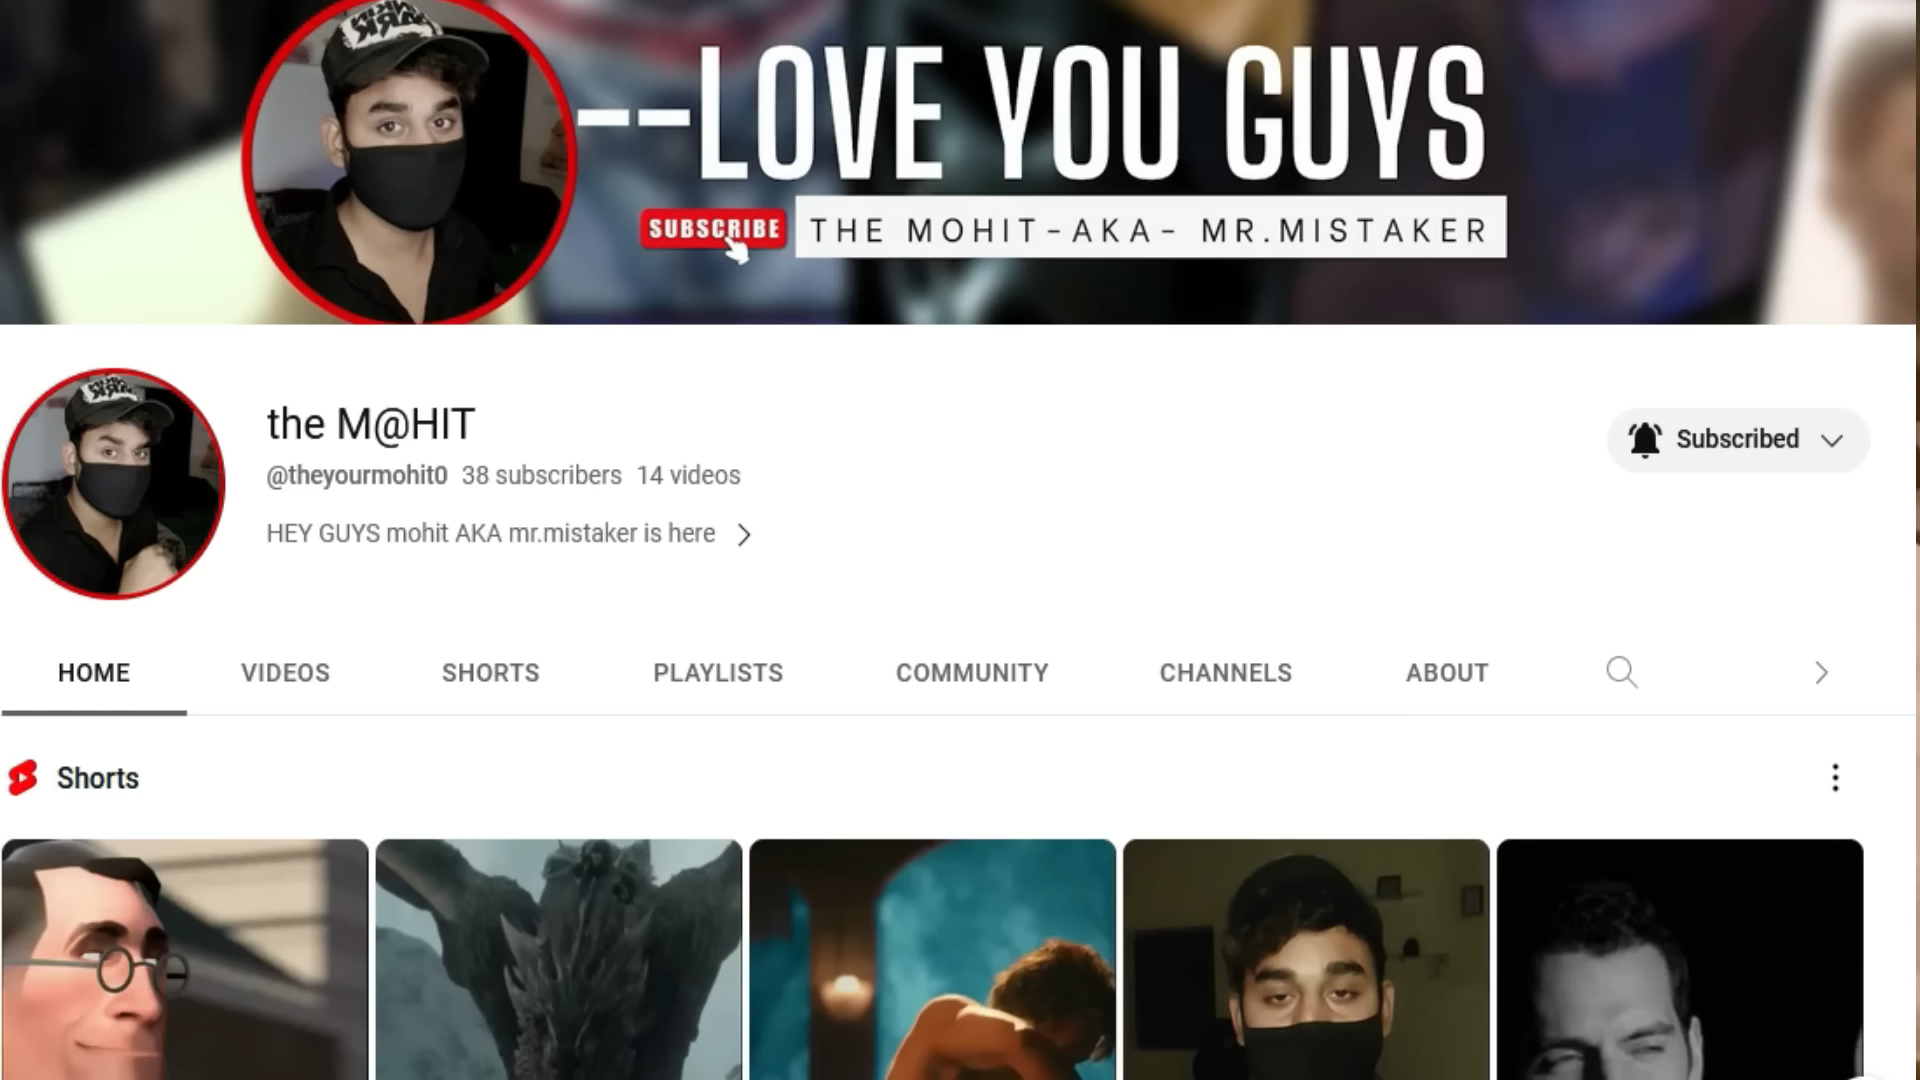 --LOVE YOU GUYS
SUBSCRIBE
THE MOHIT-AKA- MR.MISTAKER
the M@HIT
@theyourmohit0 38 subscribers 14 videos
HEY GUYS mohit AKA mr.mistaker is here
Subscribed
HOME VIDEOS SHORTS PLAYLISTS COMMUNITY CHANNELS ABOUT
Shorts